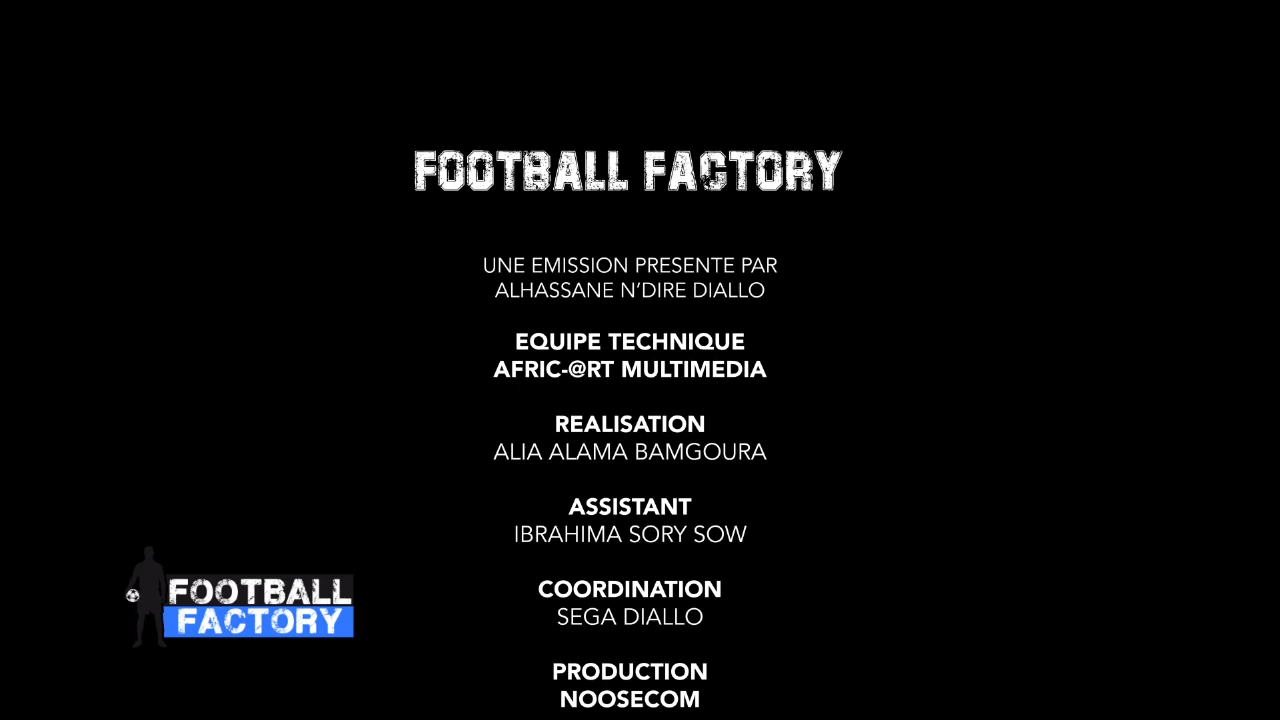 FOOTBALL FACTORY
UNE EMISSION PRESENTE PAR
ALHASSANE N’DIRE DIALLO
EQUIPE TECHNIQUE
AFRIC-@RT MULTIMEDIA
REALISATION
ALIA ALAMA BAMGOURA
ASSISTANT
IBRAHIMA SORY SOW
COORDINATION
SEGA DIALLO
PRODUCTION
NOOSECOM
FOOTBALL
FACTORY